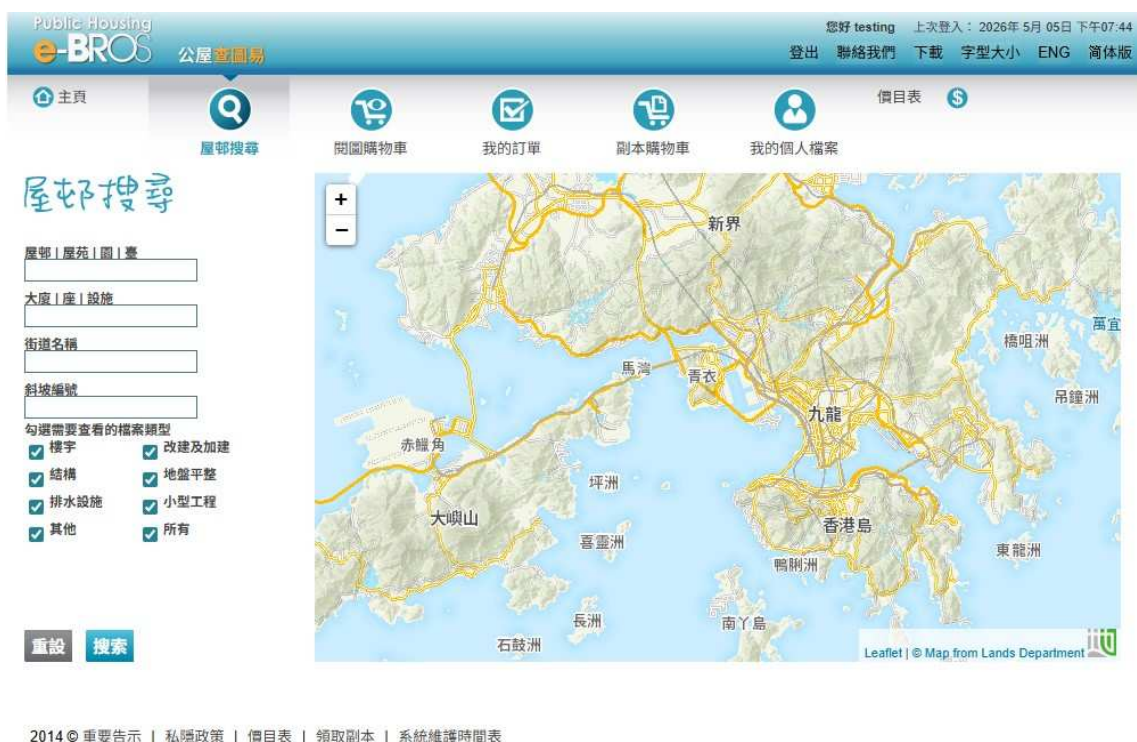 Public Housing
e-BROS 公屋查圖易
您好 testing 上次登入： 2026年 5月 05日 下午07:44
登出 聯絡我們 下載 字型大小 ENG 简体版
主頁
價目表
屋邨搜尋 閱圖購物車 我的訂單 副本購物車 我的個人檔案
屋邨搜尋
屋邨 | 屋苑 | 園 | 臺
大廈 | 座 | 設施
街道名稱
斜坡編號
勾選需要查看的檔案類型
樓宇 改建及加建
結構 地盤平整
排水設施 小型工程
其他 所有
重設 搜索
+
−
新界
萬宜
橋咀洲
馬灣
青衣
吊鐘洲
九龍
赤鱲角
坪洲
大嶼山
香港島
喜靈洲
東龍洲
鴨脷洲
長洲
南丫島
石鼓洲
Leaflet | © Map from Lands Department
2014 © 重要告示 | 私隱政策 | 價目表 | 領取副本 | 系統維護時間表